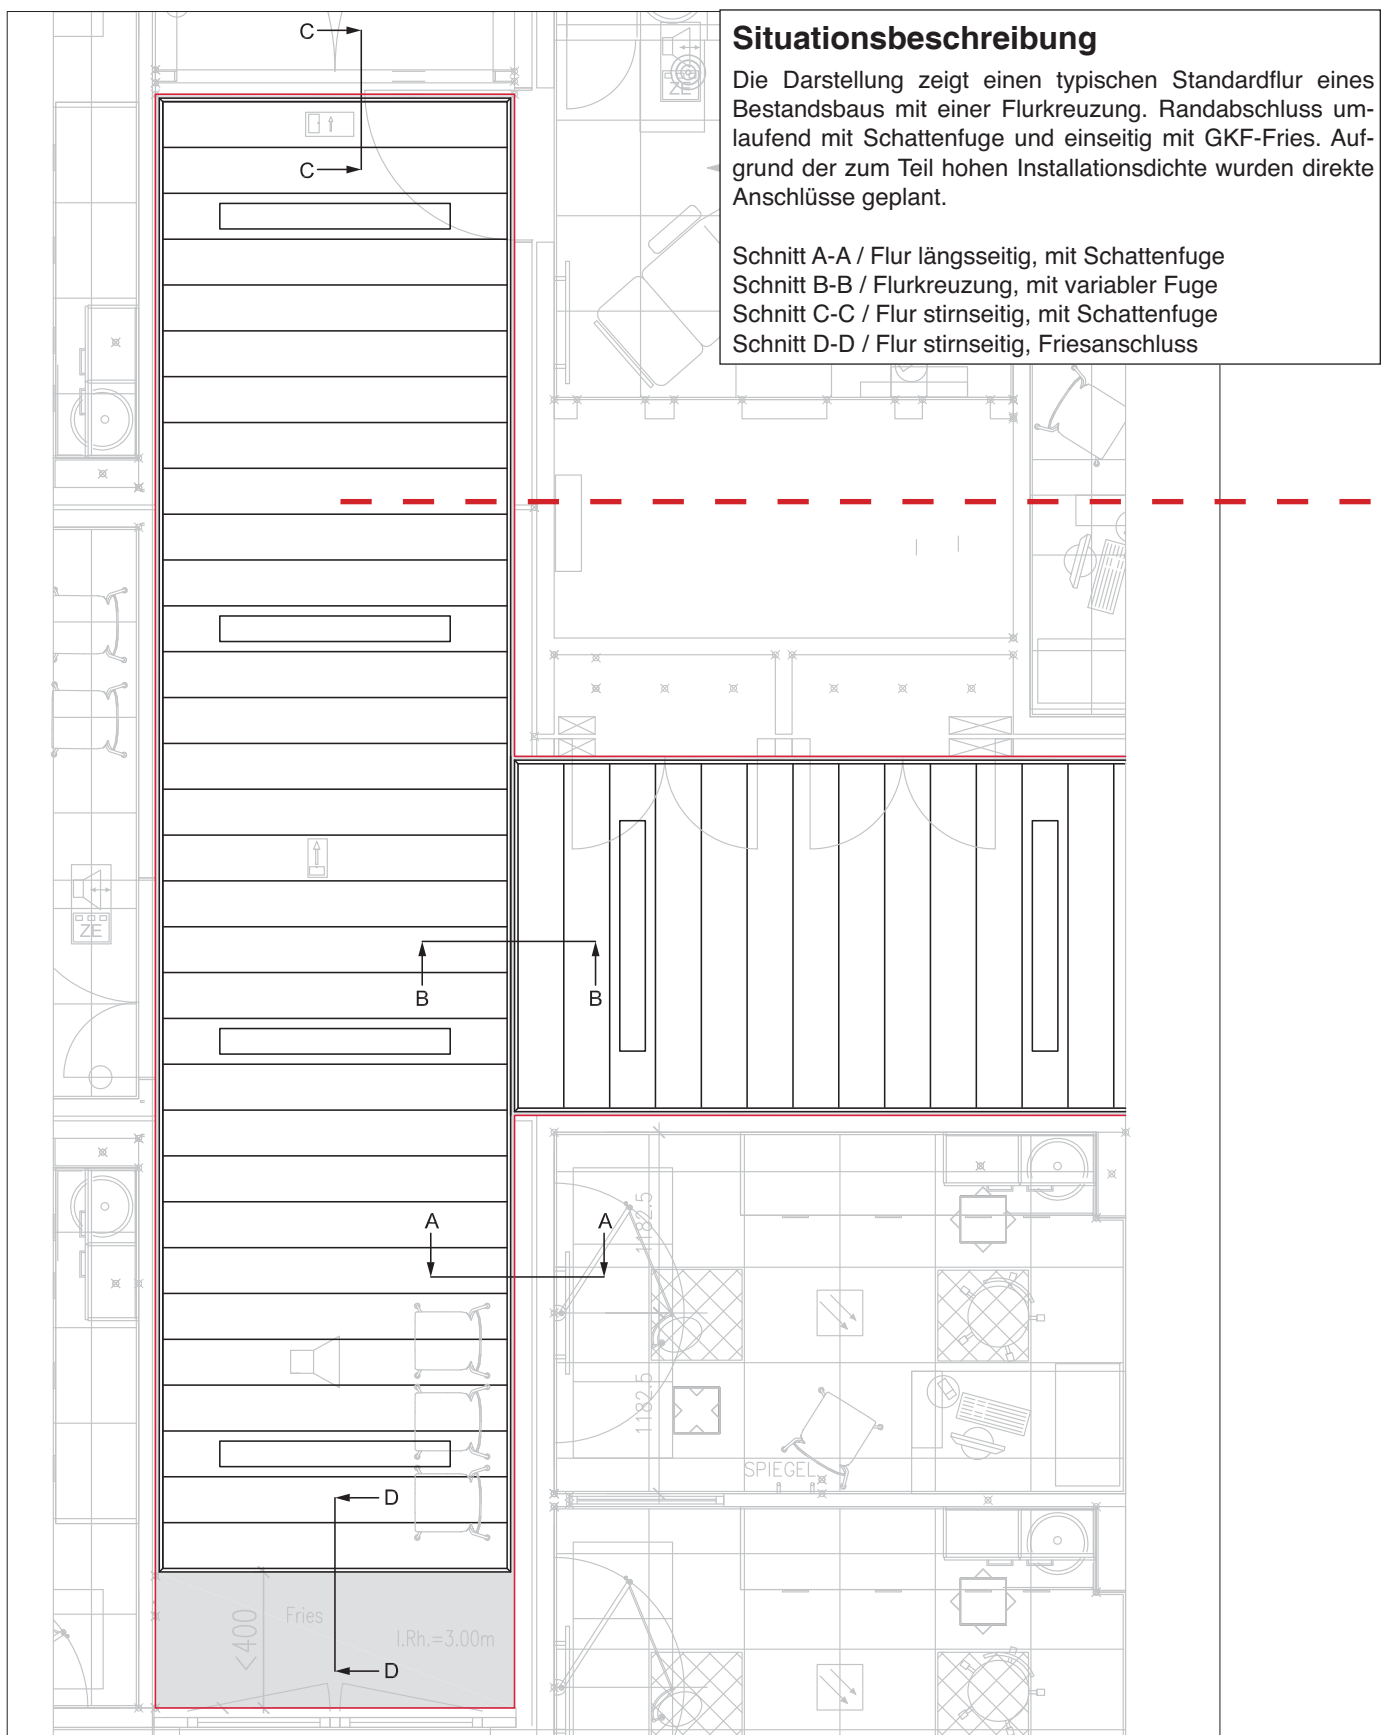 Situationsbeschreibung
Die Darstellung zeigt einen typischen Standardflur eines
Bestandsbaus mit einer Flurkreuzung. Randabschluss um-
laufend mit Schattenfuge und einseitig mit GKF-Fries. Auf-
grund der zum Teil hohen Installationsdichte wurden direkte
Anschlüsse geplant.
Schnitt A-A / Flur längsseitig, mit Schattenfuge
Schnitt B-B / Flurkreuzung, mit variabler Fuge
Schnitt C-C / Flur stirnseitig, mit Schattenfuge
Schnitt D-D / Flur stirnseitig, Friesanschluss
C
ZE
C
ZE
B
B
A
A
1182.5
1182.5
SPIEGEL
D
Fries
<400
l.Rh.=3.00m
D